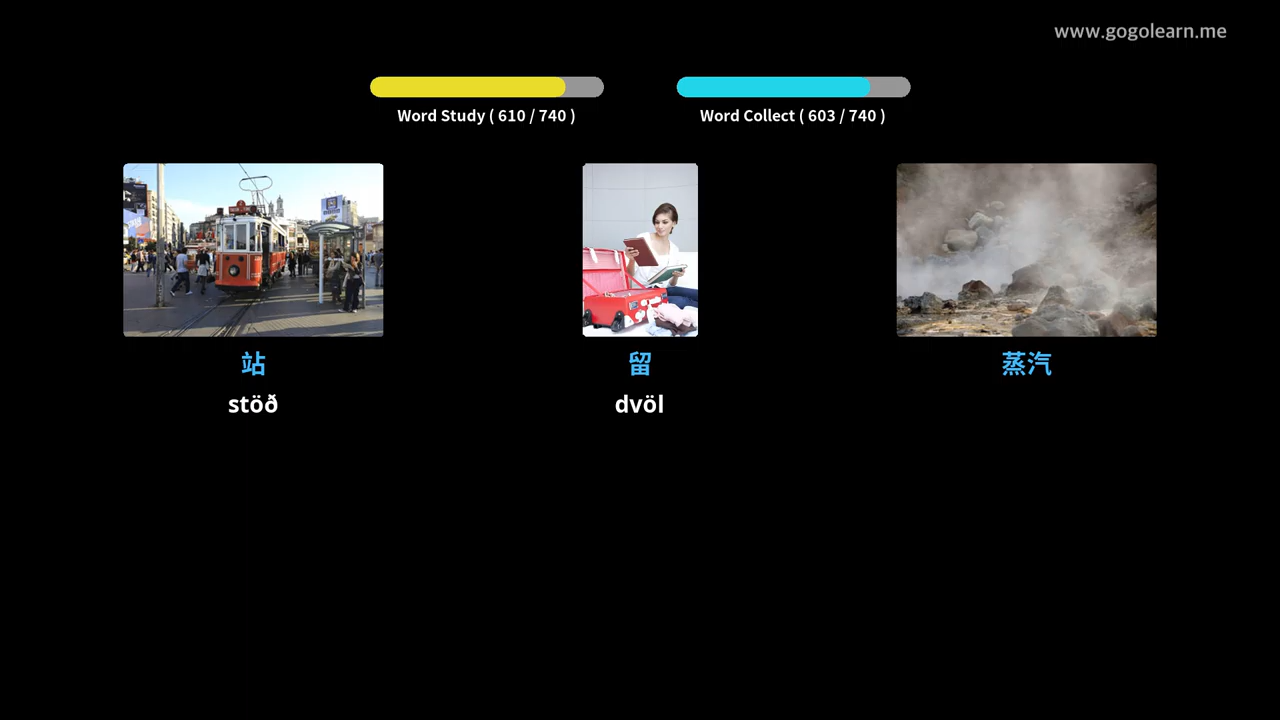 www.gogolearn.me
Word Study ( 610 / 740 )
Word Collect ( 603 / 740 )
站
留
蒸汽
stöð
dvöl